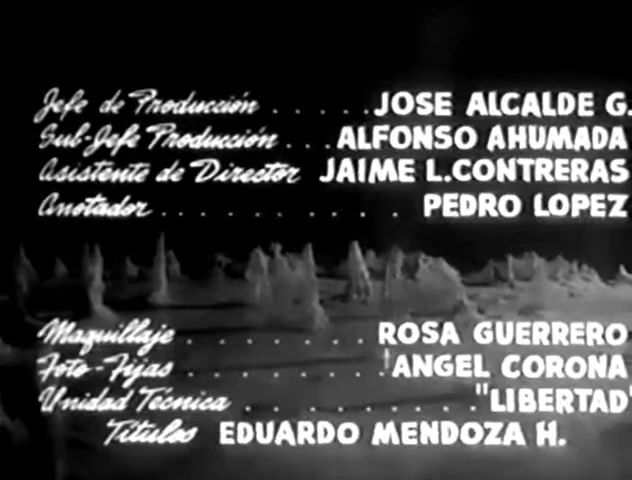 Jefe de Producción . . . . . . JOSE ALCALDE G.
Sub-Jefe Producción . . . ALFONSO AHUMADA
Asistente de Director JAIME L. CONTRERAS
Anotador . . . . . . . . . . PEDRO LOPEZ
Maquillaje . . . . . . . ROSA GUERRERO
Foto-Fijas . . . . . . . . ANGEL CORONA
Unidad Técnica . . . . . . . . "LIBERTAD"
Títulos EDUARDO MENDOZA H.